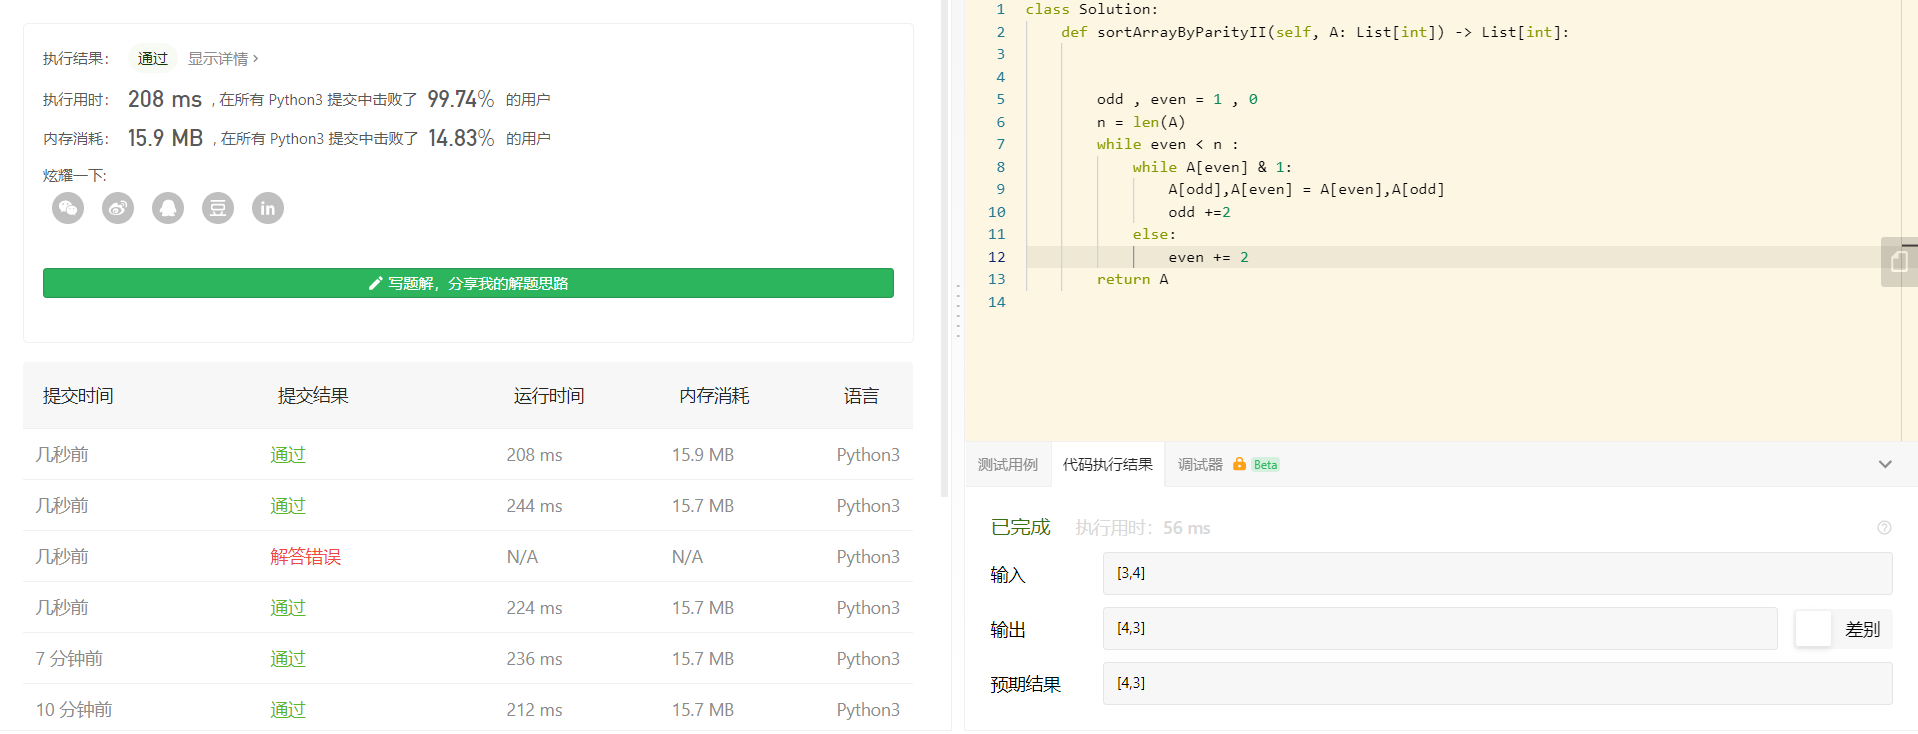 执行结果： 通过 显示详情 >
执行用时： 208 ms , 在所有 Python3 提交中击败了 99.74% 的用户
内存消耗： 15.9 MB , 在所有 Python3 提交中击败了 14.83% 的用户
炫耀一下:
写题解，分享我的解题思路
提交时间 提交结果 运行时间 内存消耗 语言
几秒前 通过 208 ms 15.9 MB Python3
几秒前 通过 244 ms 15.7 MB Python3
几秒前 解答错误 N/A N/A Python3
几秒前 通过 224 ms 15.7 MB Python3
7 分钟前 通过 236 ms 15.7 MB Python3
10 分钟前 通过 212 ms 15.7 MB Python3
1 class Solution:
2     def sortArrayByParityII(self, A: List[int]) -> List[int]:
3
4
5         odd , even = 1 , 0
6         n = len(A)
7         while even < n :
8             while A[even] & 1:
9                 A[odd],A[even] = A[even],A[odd]
10                 odd +=2
11             else:
12                 even += 2
13         return A
14
测试用例 代码执行结果 调试器 Beta
已完成 执行用时：56 ms
输入 [3,4]
输出 [4,3] 差别
预期结果 [4,3]